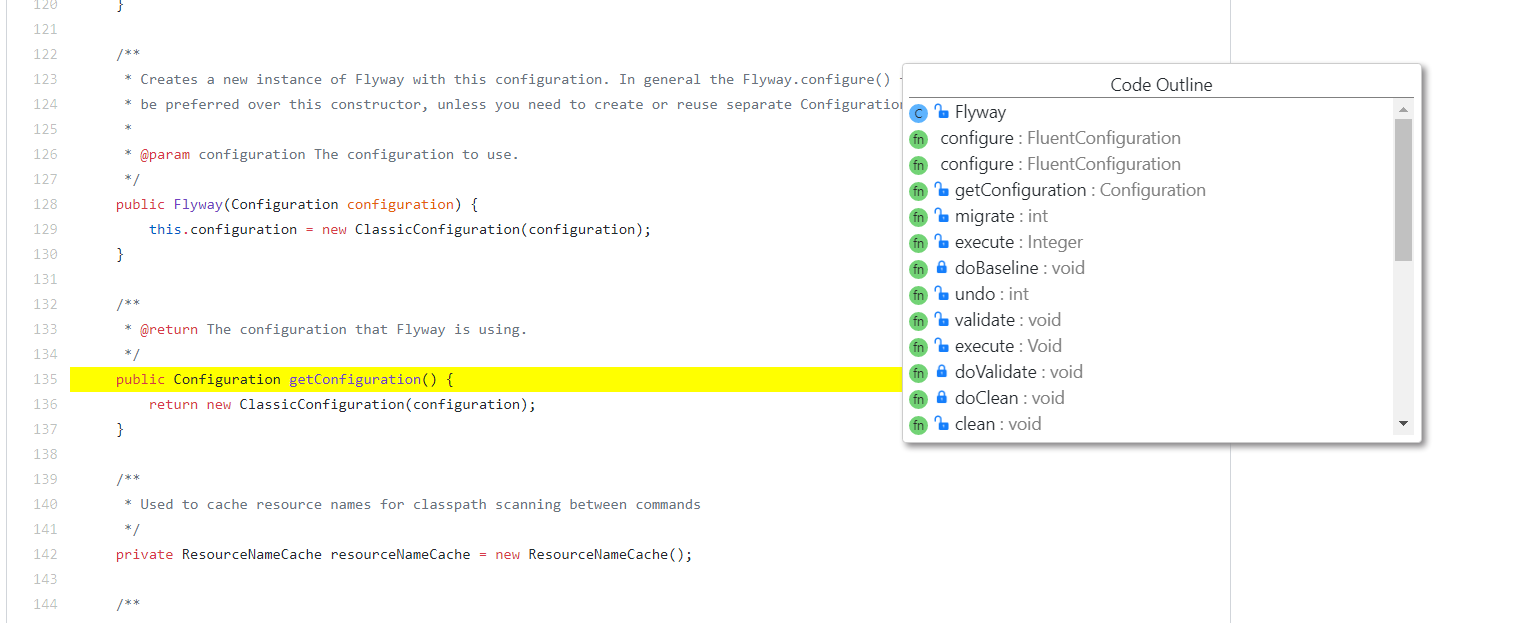 120 }
121
122 /**
123 * Creates a new instance of Flyway with this configuration. In general the Flyway.configure()
124 * be preferred over this constructor, unless you need to create or reuse separate Configuration
125 *
126 * @param configuration The configuration to use.
127 */
128 public Flyway(Configuration configuration) {
129 this.configuration = new ClassicConfiguration(configuration);
130 }
131
132 /**
133 * @return The configuration that Flyway is using.
134 */
135 public Configuration getConfiguration() {
136 return new ClassicConfiguration(configuration);
137 }
138
139 /**
140 * Used to cache resource names for classpath scanning between commands
141 */
142 private ResourceNameCache resourceNameCache = new ResourceNameCache();
143
144 /**
Code Outline
C Flyway
fn configure : FluentConfiguration
fn configure : FluentConfiguration
fn getConfiguration : Configuration
fn migrate : int
fn execute : Integer
fn doBaseline : void
fn undo : int
fn validate : void
fn execute : Void
fn doValidate : void
fn doClean : void
fn clean : void